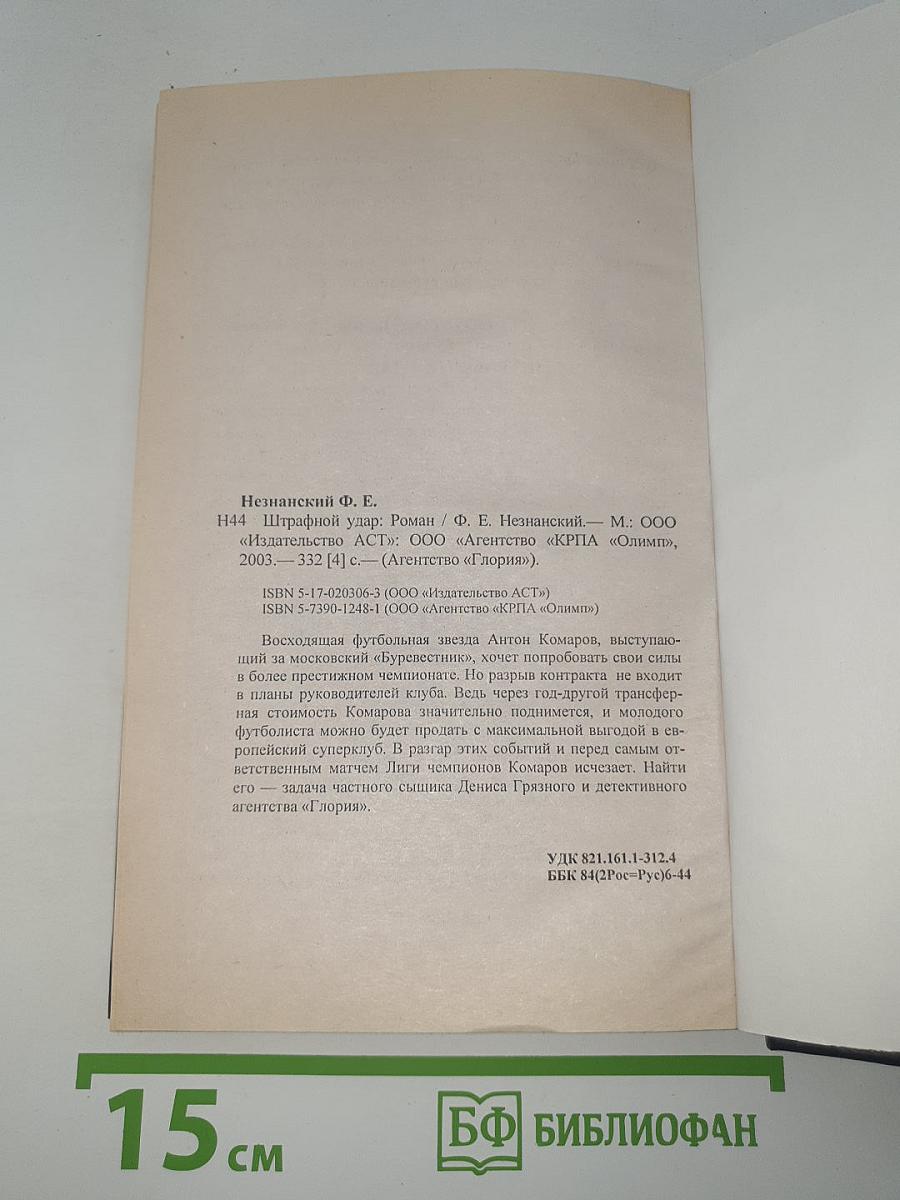 Незнанский Ф. Е.
Н44 Штрафной удар: Роман / Ф. Е. Незнанский.— М.: ООО
«Издательство АСТ»: ООО «Агентство «КРПА «Олимп»,
2003.— 332 [4] с.— (Агентство «Глория»).
ISBN 5-17-020306-3 (ООО «Издательство АСТ»)
ISBN 5-7390-1248-1 (ООО «Агентство «КРПА «Олимп»)
Восходящая футбольная звезда Антон Комаров, выступаю-
щий за московский «Буревестник», хочет попробовать свои силы
в более престижном чемпионате. Но разрыв контракта не входит
в планы руководителей клуба. Ведь через год-другой трансфер-
ная стоимость Комарова значительно поднимется, и молодого
футболиста можно будет продать с максимальной выгодой в ев-
ропейский суперклуб. В разгар этих событий и перед самым от-
ветственным матчем Лиги чемпионов Комаров исчезает. Найти
его — задача частного сыщика Дениса Грязного и детективного
агентства «Глория».
УДК 821.161.1-312.4
ББК 84(2Рос=Рус)6-44
15 см
БФ БИБЛИОФАН